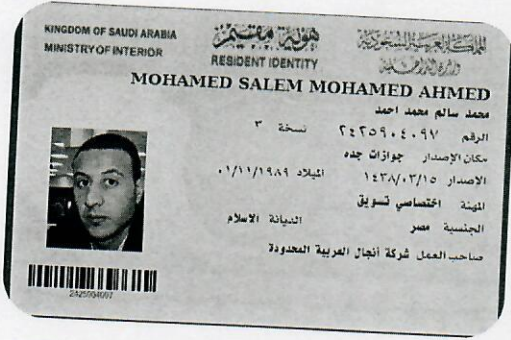 KINGDOM OF SAUDI ARABIA
MINISTRY OF INTERIOR
هوية مقيم
RESIDENT IDENTITY
المملكة العربية السعودية
وزارة الداخلية
MOHAMED SALEM MOHAMED AHMED
محمد سالم محمد احمد
الرقم ٢٤٢٥٩٠٤٠٩٧ نسخة ٣
مكان الإصدار جوازات جده
الاصدار ١٤٣٨/٠٣/١٥ الميلاد ٠١/١١/١٩٨٩
المهنة اختصاصي تسويق
الجنسية مصر الديانة الاسلام
صاحب العمل شركة أنجال العربية المحدودة
2425904097